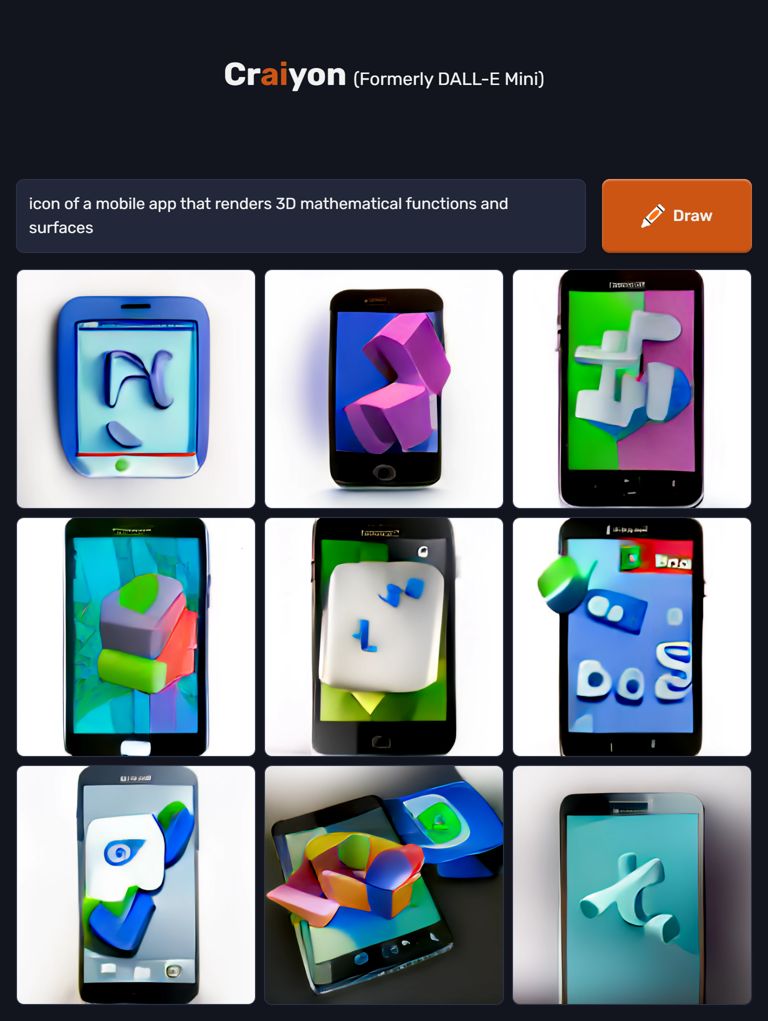 Craiyon (Formerly DALL-E Mini)
icon of a mobile app that renders 3D mathematical functions and
surfaces
Draw